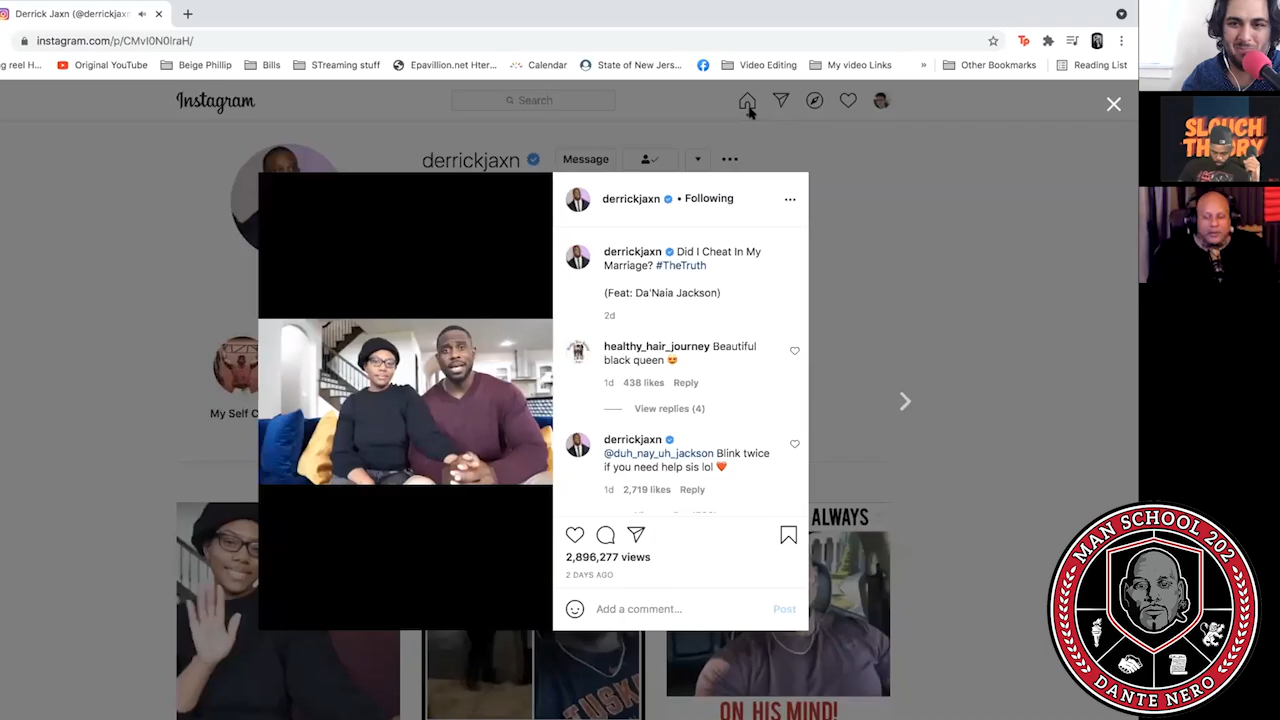 Derrick Jaxn (@derrickjaxn
instagram.com/p/CMvI0N0lraH/
Tp
g reel H...
Original YouTube
Beige Phillip
Bills
STreaming stuff
Epavillion.net Hter...
Calendar
State of New Jers...
Video Editing
My video Links
»
Other Bookmarks
Reading List
Instagram
Search
derrickjaxn
Message
derrickjaxn • Following
derrickjaxn Did I Cheat In My
Marriage? #TheTruth
(Feat: Da'Naia Jackson)
2d
healthy_hair_journey Beautiful
black queen 😍
1d 438 likes Reply
View replies (4)
derrickjaxn
@duh_nay_uh_jackson Blink twice
if you need help sis lol ❤️
1d 2,719 likes Reply
2,896,277 views
2 DAYS AGO
Add a comment...
Post
My Self C
ALWAYS
TUSK
ON HIS MIND!
SLOUCH
THEORY
MAN SCHOOL 202
DANTE NERO